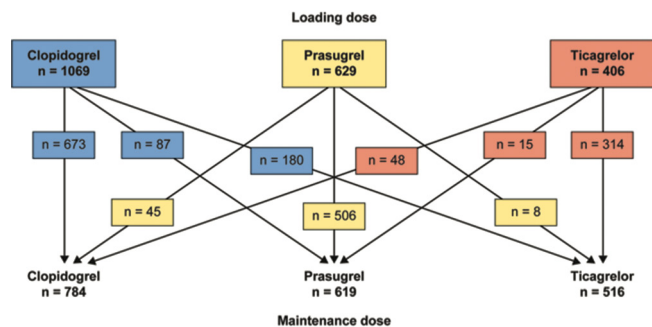 Loading dose
Clopidogrel
n = 1069
Prasugrel
n = 629
Ticagrelor
n = 406
n = 673
n = 87
n = 180
n = 48
n = 15
n = 314
n = 45
n = 506
n = 8
Clopidogrel
n = 784
Prasugrel
n = 619
Ticagrelor
n = 516
Maintenance dose